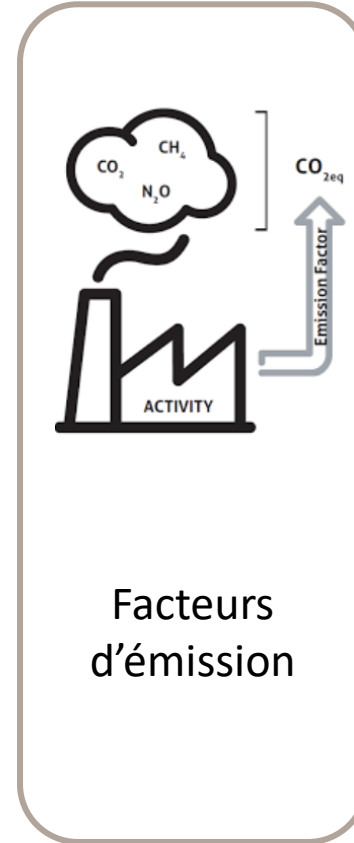 CH₄
CO₂
N₂O
CO₂eq
Emission Factor
ACTIVITY
Facteurs
d’émission